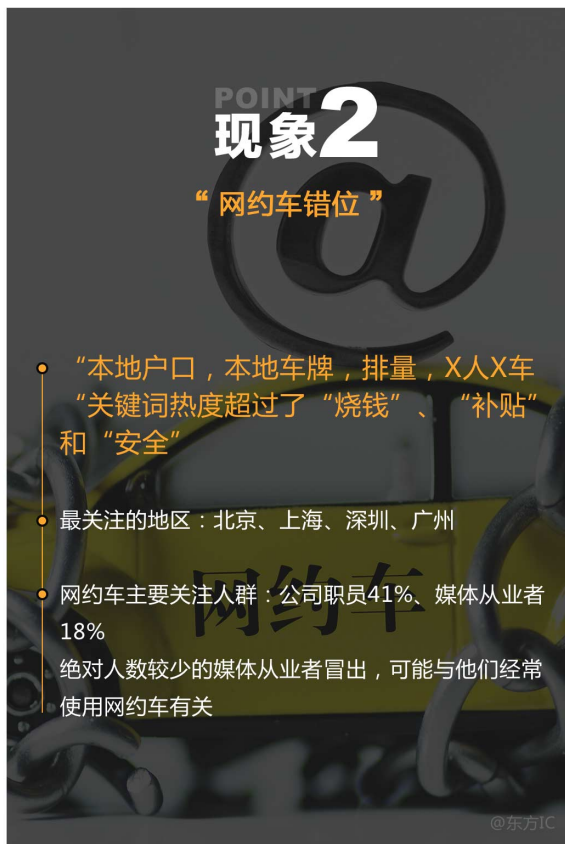 POINT
现象2
“ 网约车错位 ”
“本地户口，本地车牌，排量，X人X车
“关键词热度超过了“烧钱”、“补贴”
和“安全”
最关注的地区：北京、上海、深圳、广州
网约车
网约车主要关注人群：公司职员41%、媒体从业者
18%
绝对人数较少的媒体从业者冒出，可能与他们经常
使用网约车有关
@东方IC